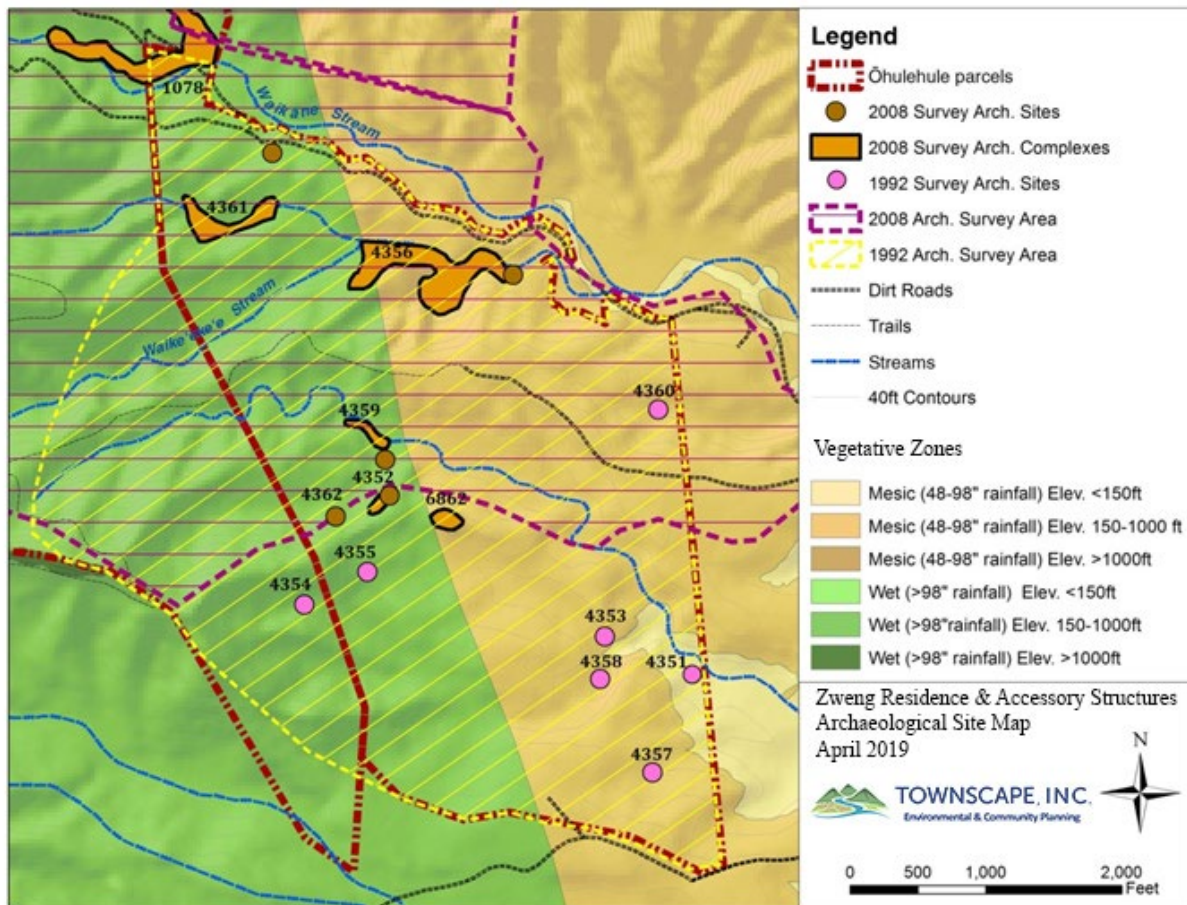 1078
Waikane Stream
4361
4356
Waike'eke'e Stream
4360
4359
4352
4362
6862
4355
4354
4353
4358
4351
4357
Legend
Ōhulehule parcels
2008 Survey Arch. Sites
2008 Survey Arch. Complexes
1992 Survey Arch. Sites
2008 Arch. Survey Area
1992 Arch. Survey Area
Dirt Roads
Trails
Streams
40ft Contours
Vegetative Zones
Mesic (48-98" rainfall) Elev. <150ft
Mesic (48-98" rainfall) Elev. 150-1000 ft
Mesic (48-98" rainfall) Elev. >1000ft
Wet (>98" rainfall) Elev. <150ft
Wet (>98"rainfall) Elev. 150-1000ft
Wet (>98" rainfall) Elev. >1000ft
Zweng Residence & Accessory Structures
Archaeological Site Map
April 2019
N
TOWNSCAPE, INC.
Environmental & Community Planning
0 500 1,000 2,000
Feet